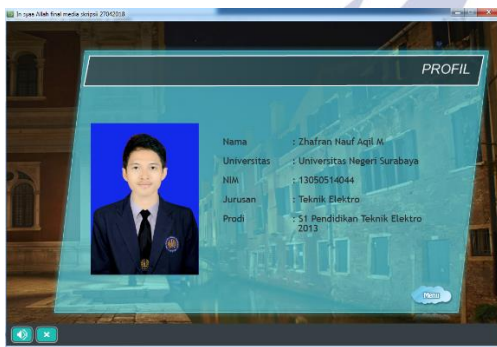 In syaa Allah final media skripsi 27042018
PROFIL
Nama : Zhafran Nauf Aqil M
Universitas : Universitas Negeri Surabaya
NIM : 13050514044
Jurusan : Teknik Elektro
Prodi : S1 Pendidikan Teknik Elektro
2013
Menu